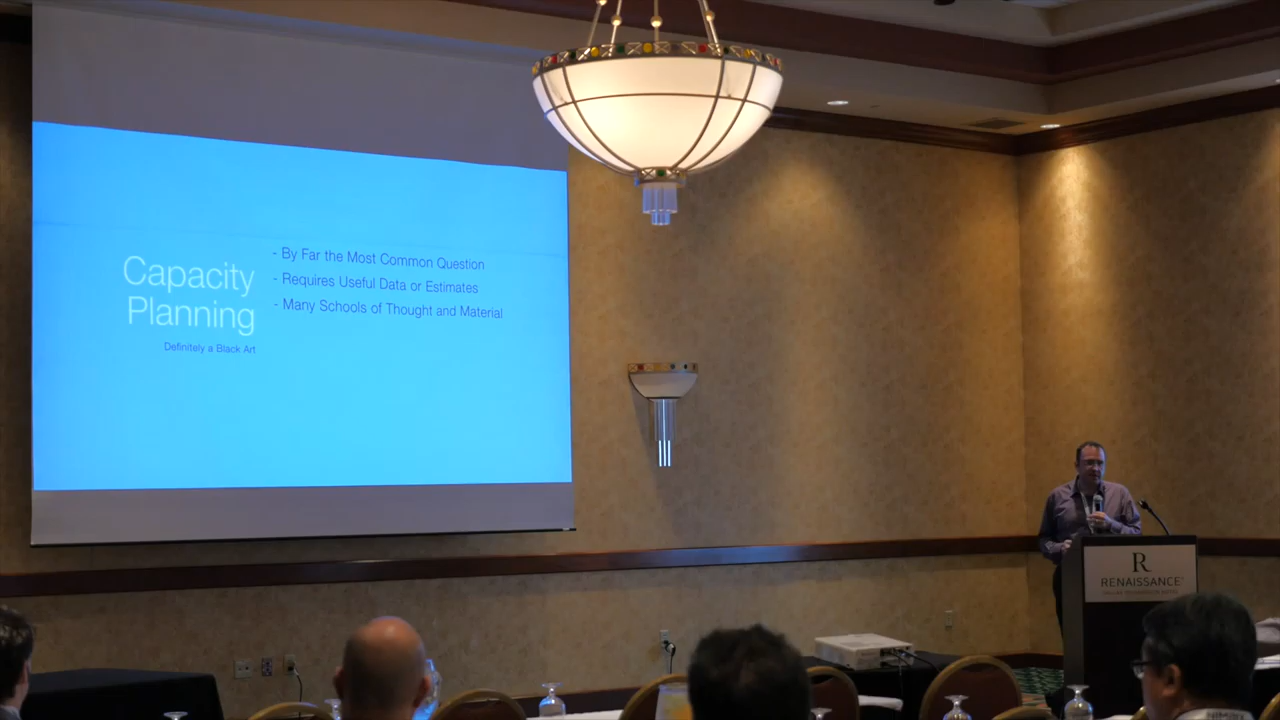 Capacity
Planning
Definitely a Black Art
- By Far the Most Common Question
- Requires Useful Data or Estimates
- Many Schools of Thought and Material
R
RENAISSANCE